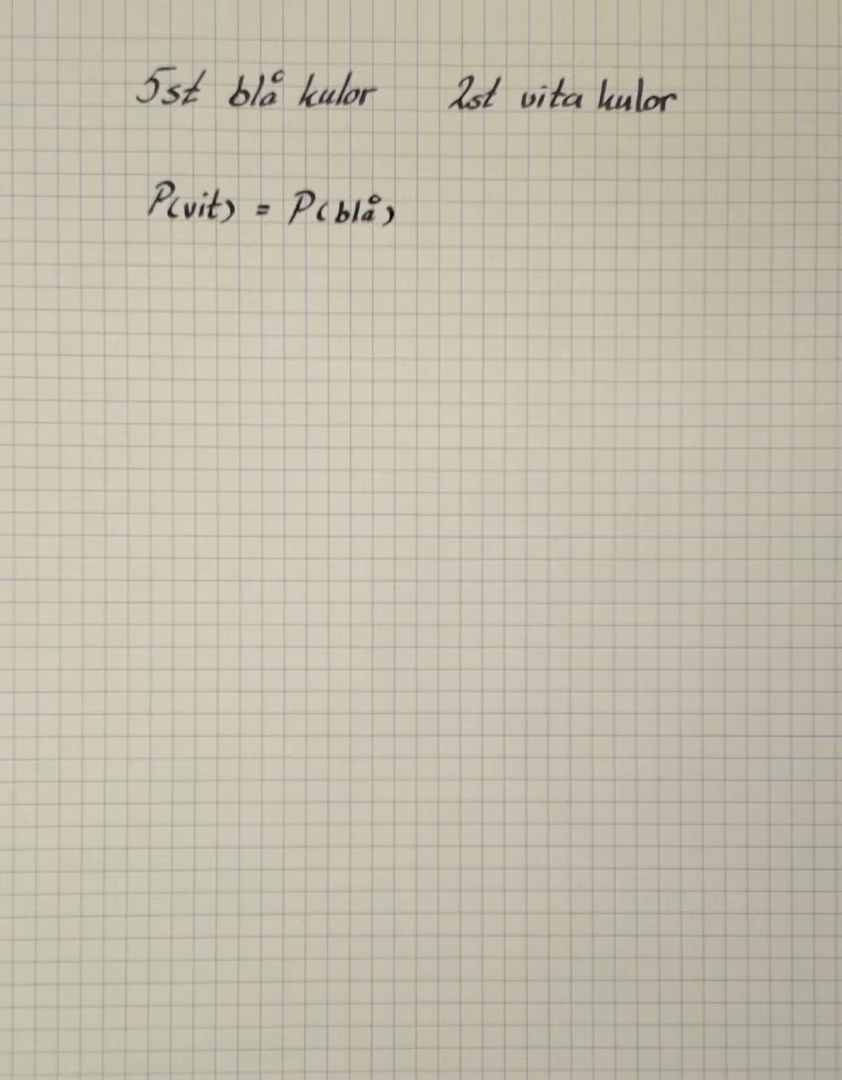 5st blå kulor 2st vita kulor
P(vit) = P(blå)